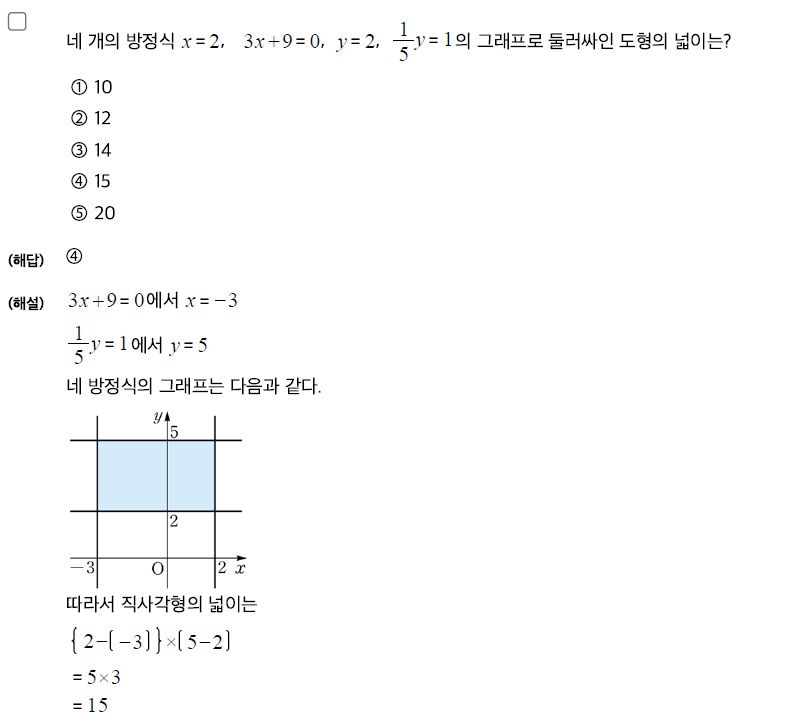 네 개의 방정식 x=2, 3x+9=0, y=2, 1/5 y=1의 그래프로 둘러싸인 도형의 넓이는?
① 10
② 12
③ 14
④ 15
⑤ 20
(해답) ④
(해설) 3x+9=0에서 x=-3
1/5 y=1에서 y=5
네 방정식의 그래프는 다음과 같다.
y
5
2
-3 O 2 x
따라서 직사각형의 넓이는
{2-(-3)}×(5-2)
=5×3
=15